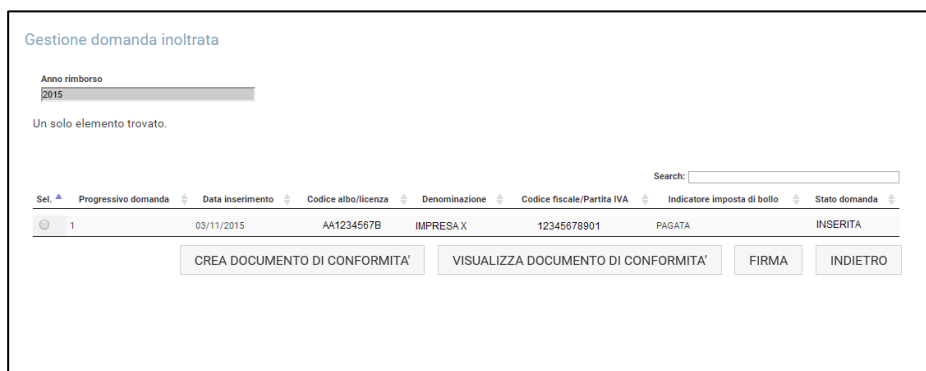 Gestione domanda inoltrata
Anno rimborso
2015
Un solo elemento trovato.
Search:
Sel. Progressivo domanda Data inserimento Codice albo/licenza Denominazione Codice fiscale/Partita IVA Indicatore imposta di bollo Stato domanda
1 03/11/2015 AA1234567B IMPRESA X 12345678901 PAGATA INSERITA
CREA DOCUMENTO DI CONFORMITA' VISUALIZZA DOCUMENTO DI CONFORMITA' FIRMA INDIETRO